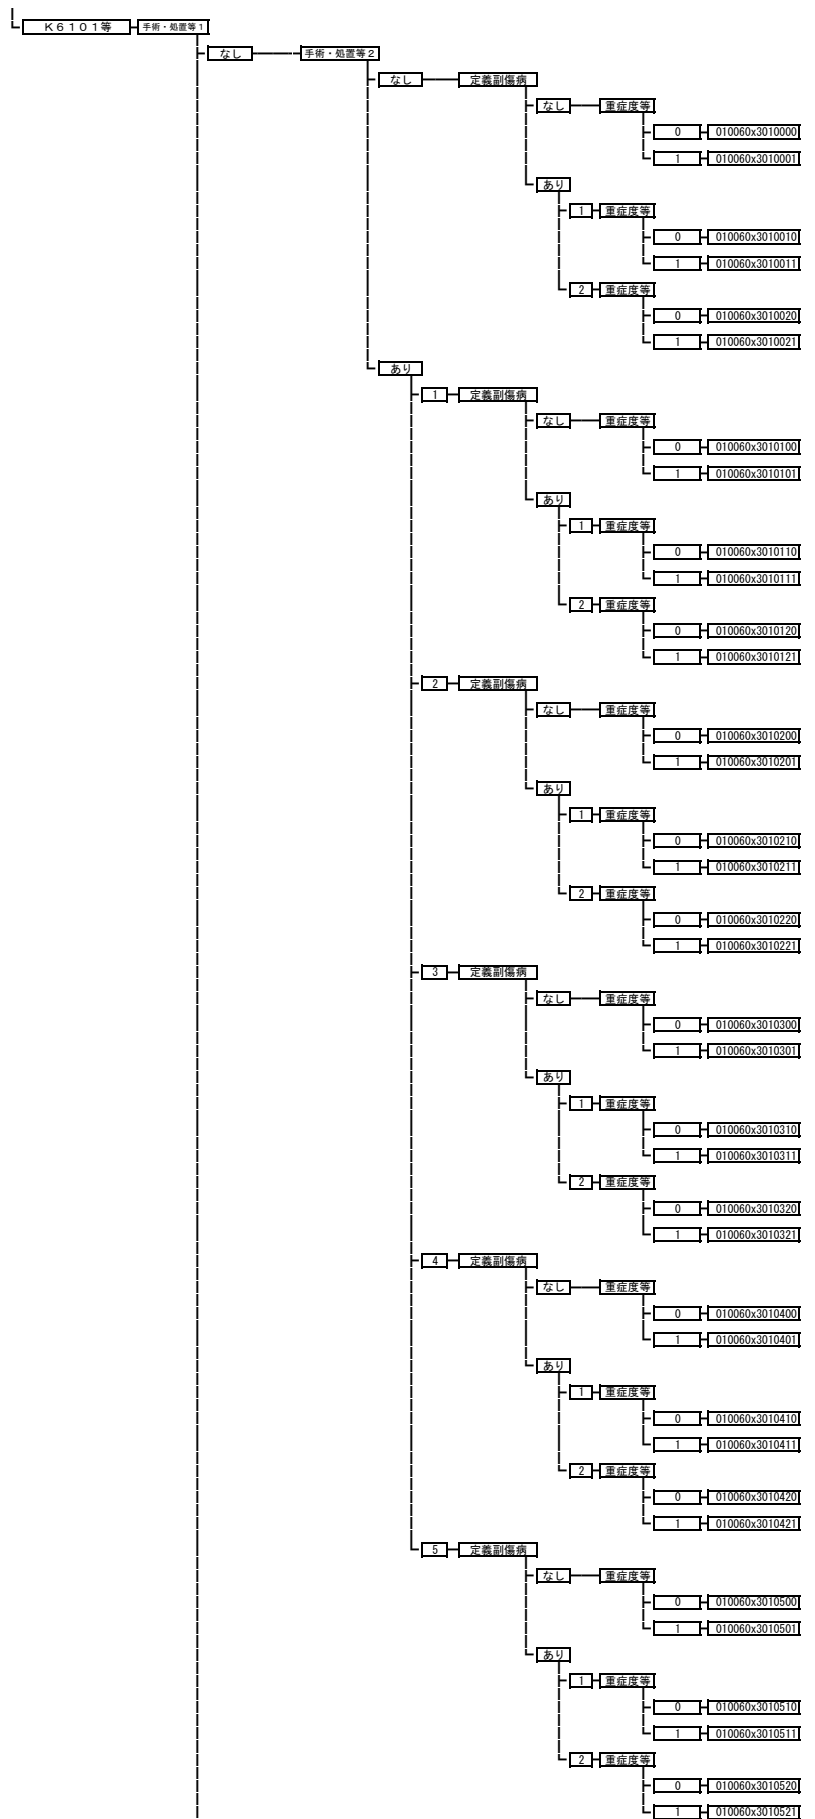 Ｋ６１０１等 手術・処置等１
なし 手術・処置等２
なし 定義副傷病
なし 重症度等
0 010060x3010000
1 010060x3010001
あり
1 重症度等
0 010060x3010010
1 010060x3010011
2 重症度等
0 010060x3010020
1 010060x3010021
あり
1 定義副傷病
なし 重症度等
0 010060x3010100
1 010060x3010101
あり
1 重症度等
0 010060x3010110
1 010060x3010111
2 重症度等
0 010060x3010120
1 010060x3010121
2 定義副傷病
なし 重症度等
0 010060x3010200
1 010060x3010201
あり
1 重症度等
0 010060x3010210
1 010060x3010211
2 重症度等
0 010060x3010220
1 010060x3010221
3 定義副傷病
なし 重症度等
0 010060x3010300
1 010060x3010301
あり
1 重症度等
0 010060x3010310
1 010060x3010311
2 重症度等
0 010060x3010320
1 010060x3010321
4 定義副傷病
なし 重症度等
0 010060x3010400
1 010060x3010401
あり
1 重症度等
0 010060x3010410
1 010060x3010411
2 重症度等
0 010060x3010420
1 010060x3010421
5 定義副傷病
なし 重症度等
0 010060x3010500
1 010060x3010501
あり
1 重症度等
0 010060x3010510
1 010060x3010511
2 重症度等
0 010060x3010520
1 010060x3010521